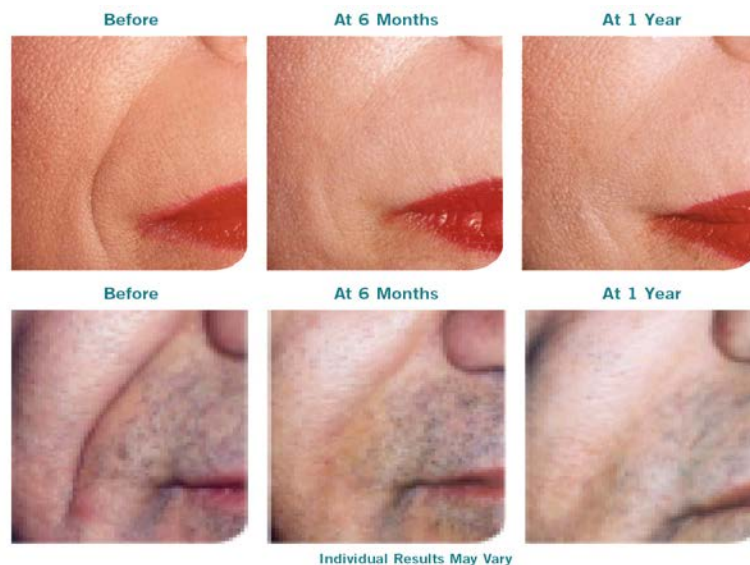 Before At 6 Months At 1 Year
Before At 6 Months At 1 Year
Individual Results May Vary